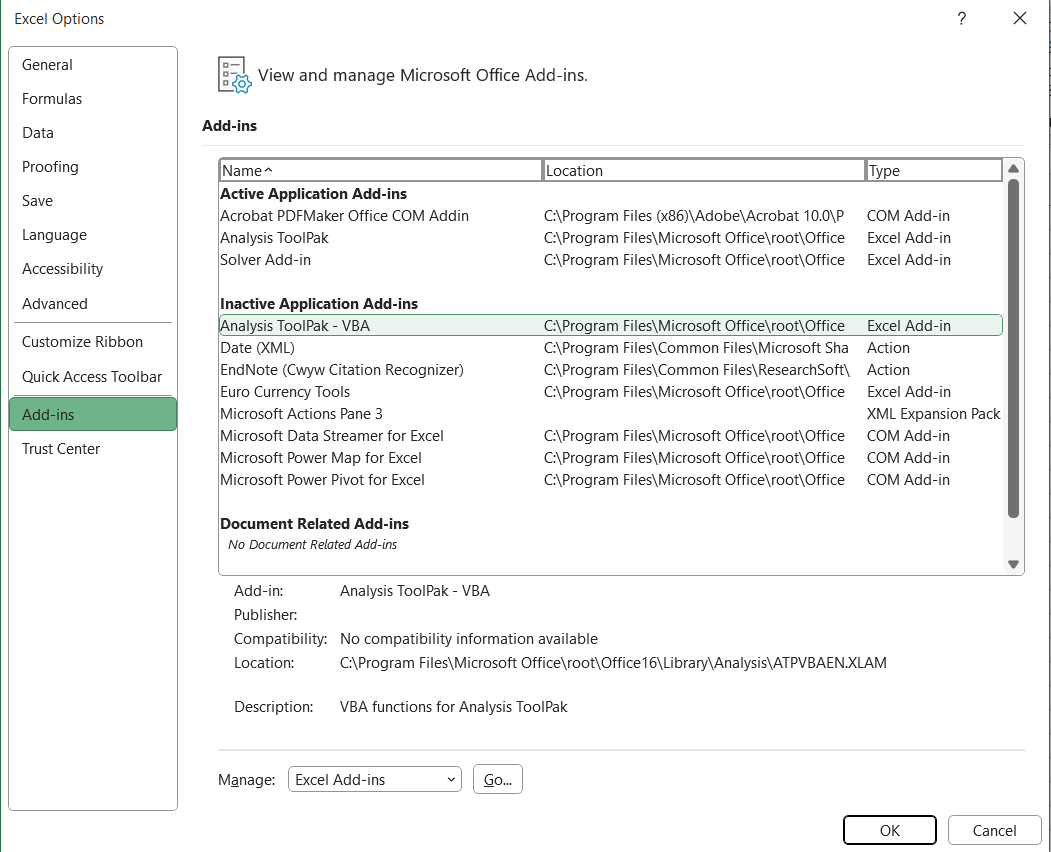 Excel Options ?
General
Formulas
Data
Proofing
Save
Language
Accessibility
Advanced
Customize Ribbon
Quick Access Toolbar
Add-ins
Trust Center
View and manage Microsoft Office Add-ins.
Add-ins
Name Location Type
Active Application Add-ins
Acrobat PDFMaker Office COM Addin C:\Program Files (x86)\Adobe\Acrobat 10.0\P COM Add-in
Analysis ToolPak C:\Program Files\Microsoft Office\root\Office Excel Add-in
Solver Add-in C:\Program Files\Microsoft Office\root\Office Excel Add-in
Inactive Application Add-ins
Analysis ToolPak - VBA C:\Program Files\Microsoft Office\root\Office Excel Add-in
Date (XML) C:\Program Files\Common Files\Microsoft Sha Action
EndNote (Cwyw Citation Recognizer) C:\Program Files\Common Files\ResearchSoft\ Action
Euro Currency Tools C:\Program Files\Microsoft Office\root\Office Excel Add-in
Microsoft Actions Pane 3 XML Expansion Pack
Microsoft Data Streamer for Excel C:\Program Files\Microsoft Office\root\Office COM Add-in
Microsoft Power Map for Excel C:\Program Files\Microsoft Office\root\Office COM Add-in
Microsoft Power Pivot for Excel C:\Program Files\Microsoft Office\root\Office COM Add-in
Document Related Add-ins
No Document Related Add-ins
Add-in: Analysis ToolPak - VBA
Publisher:
Compatibility: No compatibility information available
Location: C:\Program Files\Microsoft Office\root\Office16\Library\Analysis\ATPVBAEN.XLAM
Description: VBA functions for Analysis ToolPak
Manage: Excel Add-ins Go...
OK Cancel